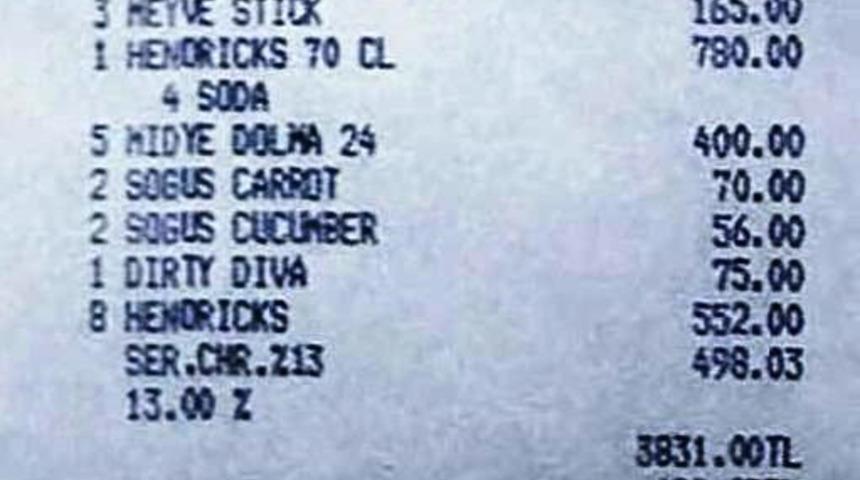 3 MEYVE STICK 165.00
1 HENDRICKS 70 CL 780.00
4 SODA
5 MIDYE DOLMA 24 400.00
2 SOGUS CARROT 70.00
2 SOGUS CUCUMBER 56.00
1 DIRTY DIVA 75.00
8 HENDRICKS 552.00
SER.CHR.%13 498.03
13.00 %
3831.00TL